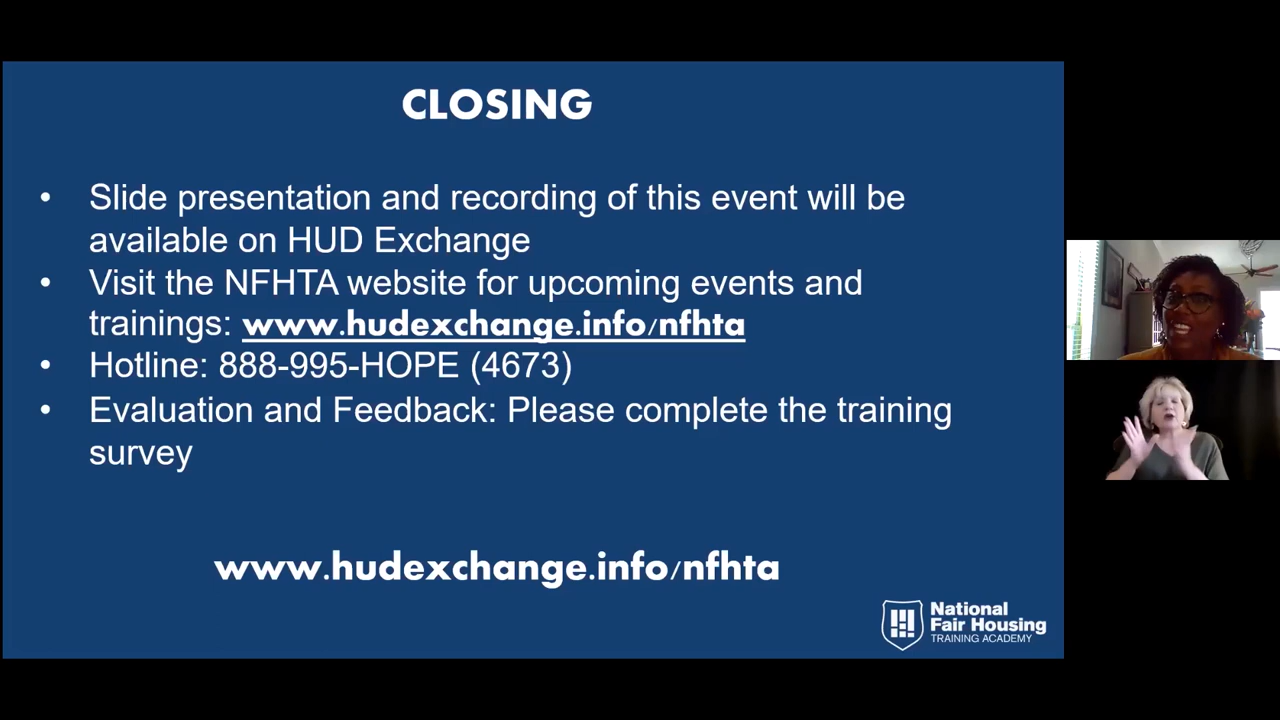 CLOSING
• Slide presentation and recording of this event will be
available on HUD Exchange
• Visit the NFHTA website for upcoming events and
trainings: www.hudexchange.info/nfhta
• Hotline: 888-995-HOPE (4673)
• Evaluation and Feedback: Please complete the training
survey
www.hudexchange.info/nfhta
National
Fair Housing
TRAINING ACADEMY